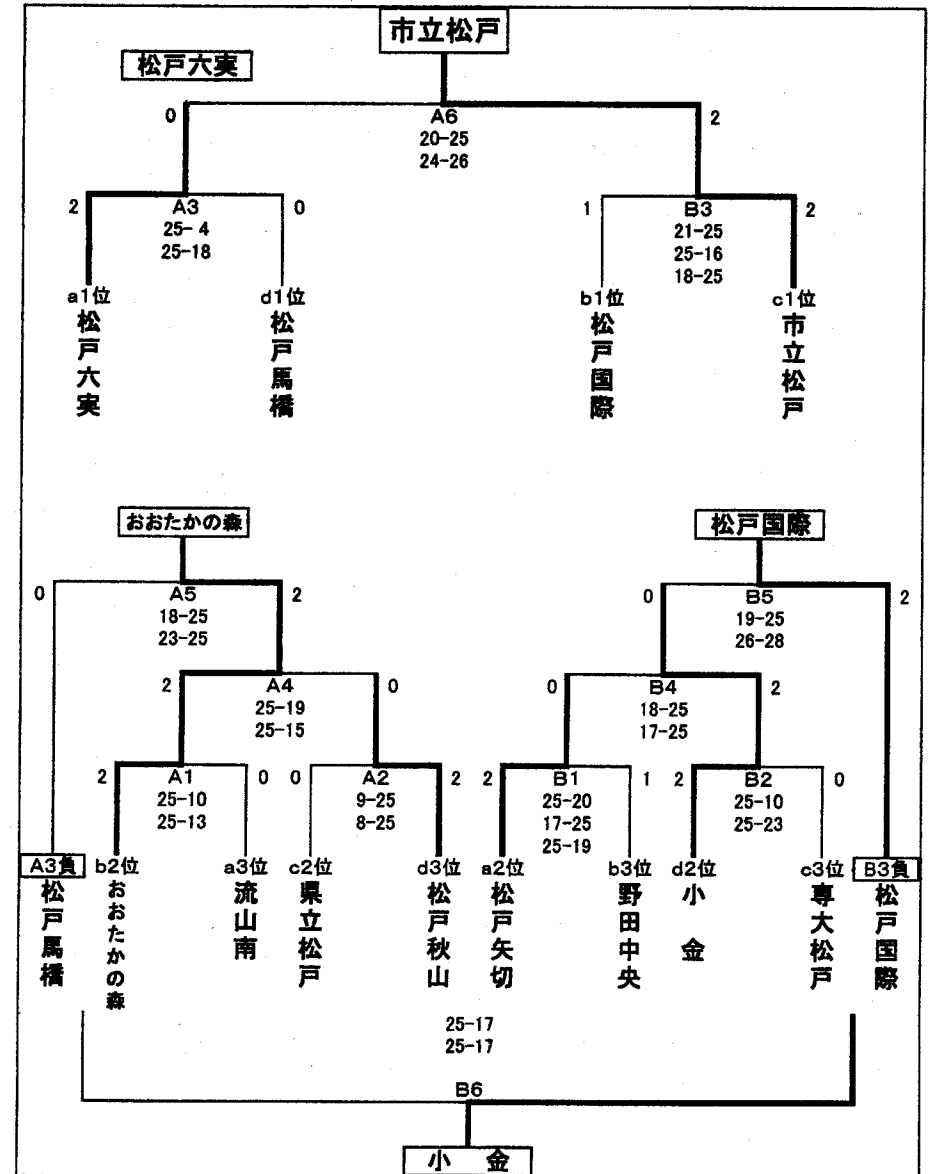 市立松戸
松戸六実
0 A6 2
20-25
24-26
2 A3 0
25- 4
25-18
1 B3 2
21-25
25-16
18-25
a1位
松戸六実
d1位
松戸馬橋
b1位
松戸国際
c1位
市立松戸
おおたかの森
松戸国際
0 A5 2
18-25
23-25
0 B5 2
19-25
26-28
2 A4 0
25-19
25-15
0 B4 2
18-25
17-25
2 A1 0
25-10
25-13
0 A2 2
9-25
8-25
2 B1 1
25-20
17-25
25-19
2 B2 0
25-10
25-23
A3負
松戸馬橋
b2位
おおたかの森
a3位
流山南
c2位
県立松戸
d3位
松戸秋山
a2位
松戸矢切
b3位
野田中央
d2位
小 金
c3位
専大松戸
B3負
松戸国際
25-17
25-17
B6
小 金